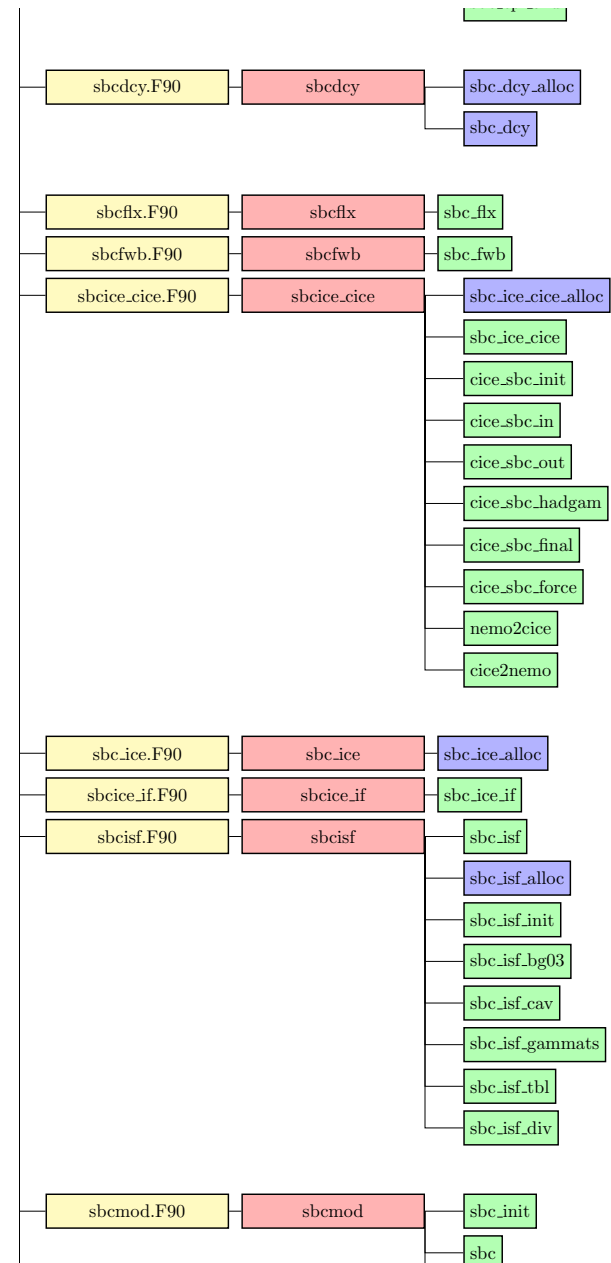 sbcdcy.F90 sbcdcy sbc_dcy_alloc
sbc_dcy
sbcflx.F90 sbcflx sbc_flx
sbcfwb.F90 sbcfwb sbc_fwb
sbcice_cice.F90 sbcice_cice sbc_ice_cice_alloc
sbc_ice_cice
cice_sbc_init
cice_sbc_in
cice_sbc_out
cice_sbc_hadgam
cice_sbc_final
cice_sbc_force
nemo2cice
cice2nemo
sbc_ice.F90 sbc_ice sbc_ice_alloc
sbcice_if.F90 sbcice_if sbc_ice_if
sbcisf.F90 sbcisf sbc_isf
sbc_isf_alloc
sbc_isf_init
sbc_isf_bg03
sbc_isf_cav
sbc_isf_gammats
sbc_isf_tbl
sbc_isf_div
sbcmod.F90 sbcmod sbc_init
sbc